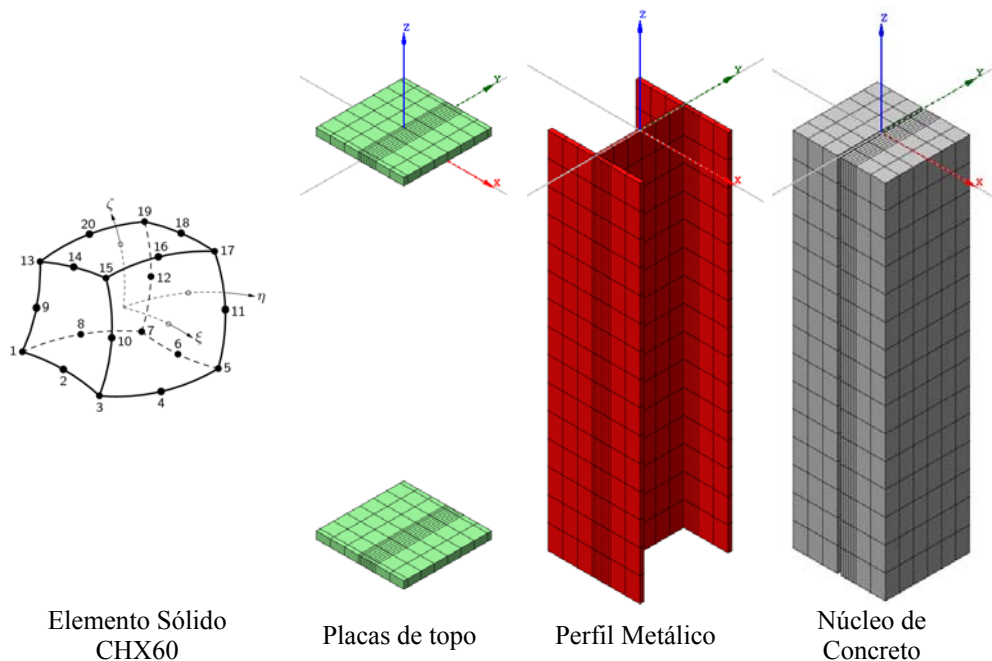 Z
Y
X
Z
Y
X
Z
Y
X
ζ
20
19
18
13
14
16
17
15
12
9
η
11
8
10
7
ξ
1
6
2
5
3
4
Elemento Sólido
CHX60
Placas de topo
Perfil Metálico
Núcleo de
Concreto